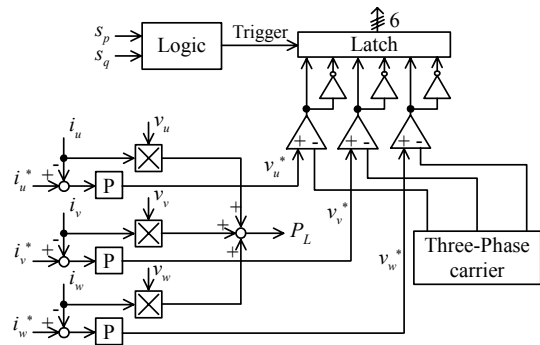 6
s_p
s_q
Logic
Trigger
Latch
i_u
v_u
+ -
+ -
+ -
i_u^*
+
-
P
v_u^*
i_v
v_v
+
v_v^*
i_v^*
+
-
P
+
P_L
Three-Phase
carrier
+
v_w^*
i_w
v_w
i_w^*
+
-
P